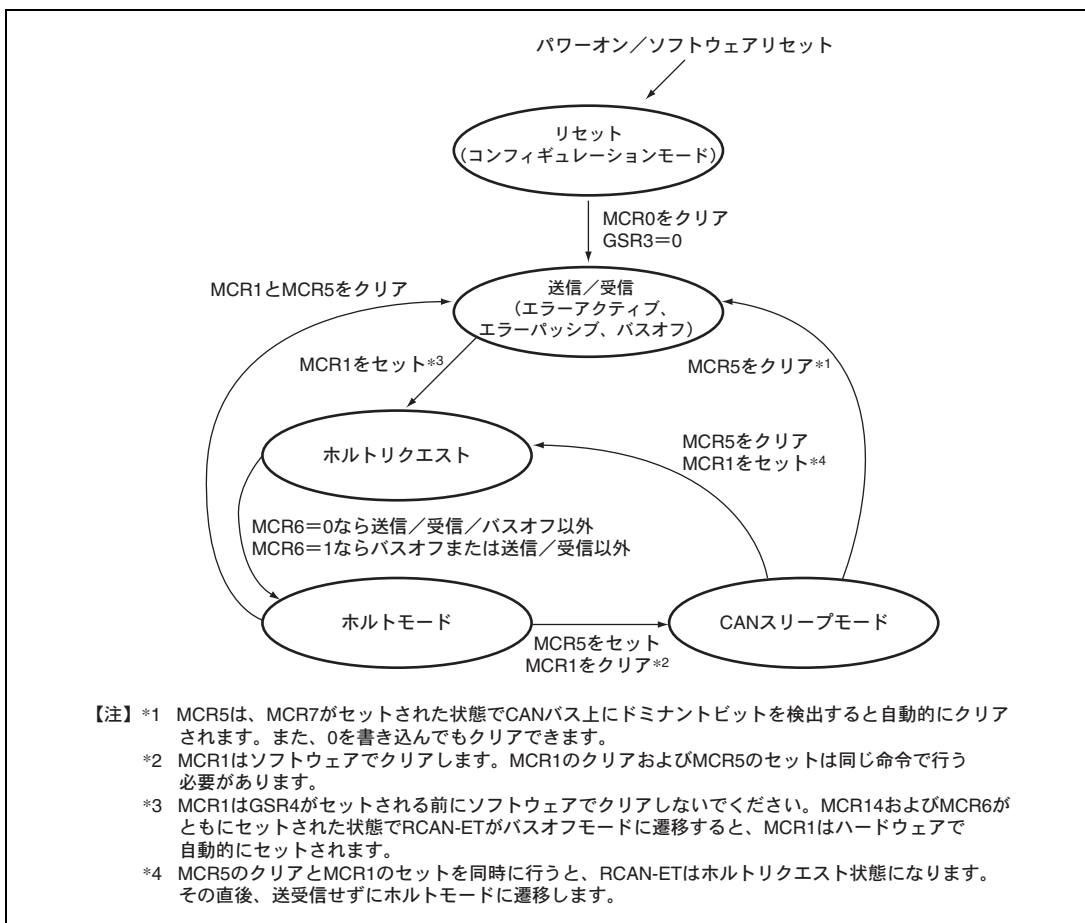 パワーオン／ソフトウェアリセット
リセット
（コンフィギュレーションモード）
MCR0をクリア
GSR3＝0
MCR1とMCR5をクリア
送信／受信
（エラーアクティブ、
エラーパッシブ、バスオフ）
MCR1をセット*3
MCR5をクリア*1
ホルトリクエスト
MCR5をクリア
MCR1をセット*4
MCR6＝0なら送信／受信／バスオフ以外
MCR6＝1ならバスオフまたは送信／受信以外
ホルトモード
CANスリープモード
MCR5をセット
MCR1をクリア*2
【注】*1 MCR5は、MCR7がセットされた状態でCANバス上にドミナントビットを検出すると自動的にクリア
されます。また、0を書き込んでもクリアできます。
*2 MCR1はソフトウェアでクリアします。MCR1のクリアおよびMCR5のセットは同じ命令で行う
必要があります。
*3 MCR1はGSR4がセットされる前にソフトウェアでクリアしないでください。MCR14およびMCR6が
ともにセットされた状態でRCAN-ETがバスオフモードに遷移すると、MCR1はハードウェアで
自動的にセットされます。
*4 MCR5のクリアとMCR1のセットを同時に行うと、RCAN-ETはホルトリクエスト状態になります。
その直後、送受信せずにホルトモードに遷移します。